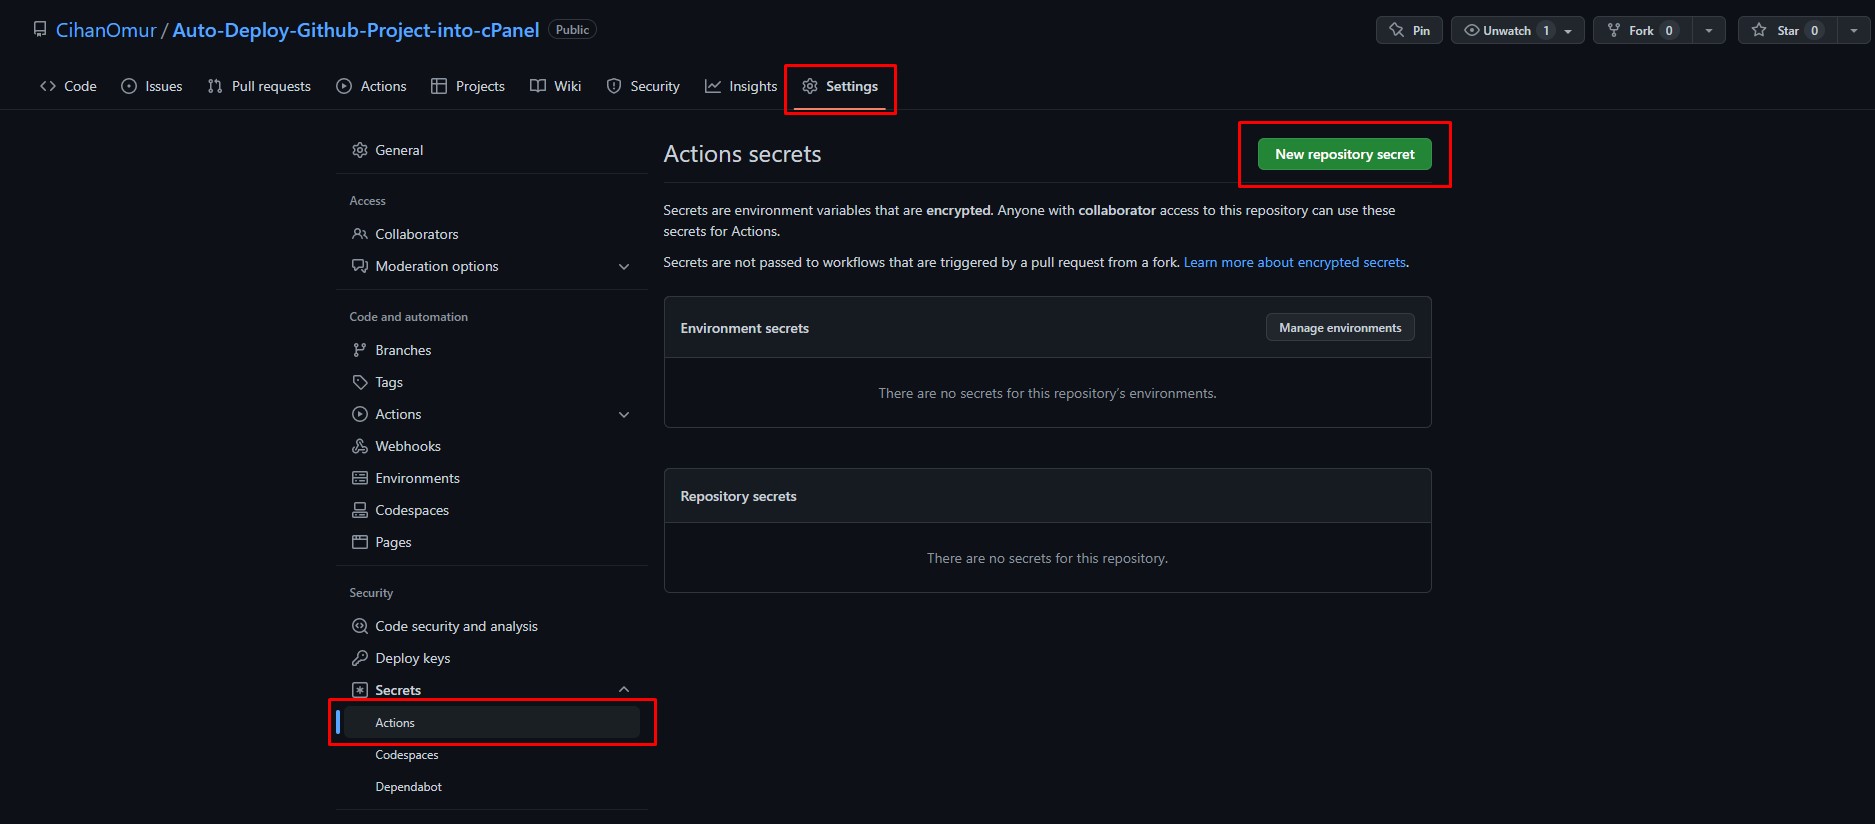 CihanOmur / Auto-Deploy-Github-Project-into-cPanel Public
Pin Unwatch 1 Fork 0 Star 0
Code Issues Pull requests Actions Projects Wiki Security Insights Settings
General
Access
Collaborators
Moderation options
Code and automation
Branches
Tags
Actions
Webhooks
Environments
Codespaces
Pages
Security
Code security and analysis
Deploy keys
Secrets
Actions
Codespaces
Dependabot
Actions secrets
New repository secret
Secrets are environment variables that are encrypted. Anyone with collaborator access to this repository can use these
secrets for Actions.
Secrets are not passed to workflows that are triggered by a pull request from a fork. Learn more about encrypted secrets.
Environment secrets
Manage environments
There are no secrets for this repository's environments.
Repository secrets
There are no secrets for this repository.